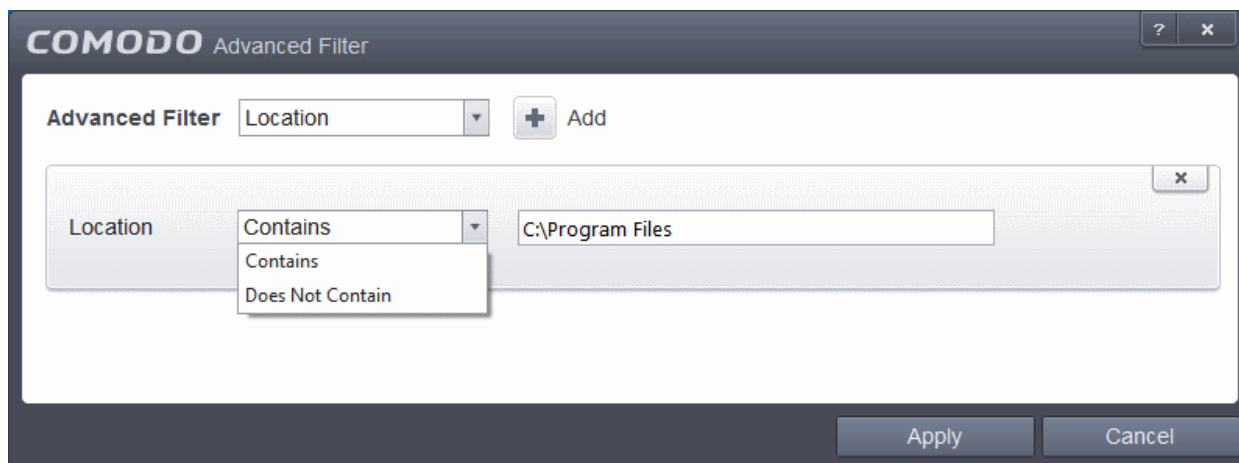 COMODO Advanced Filter ? x
Advanced Filter Location + Add
x
Location Contains C:\Program Files
Contains
Does Not Contain
Apply Cancel